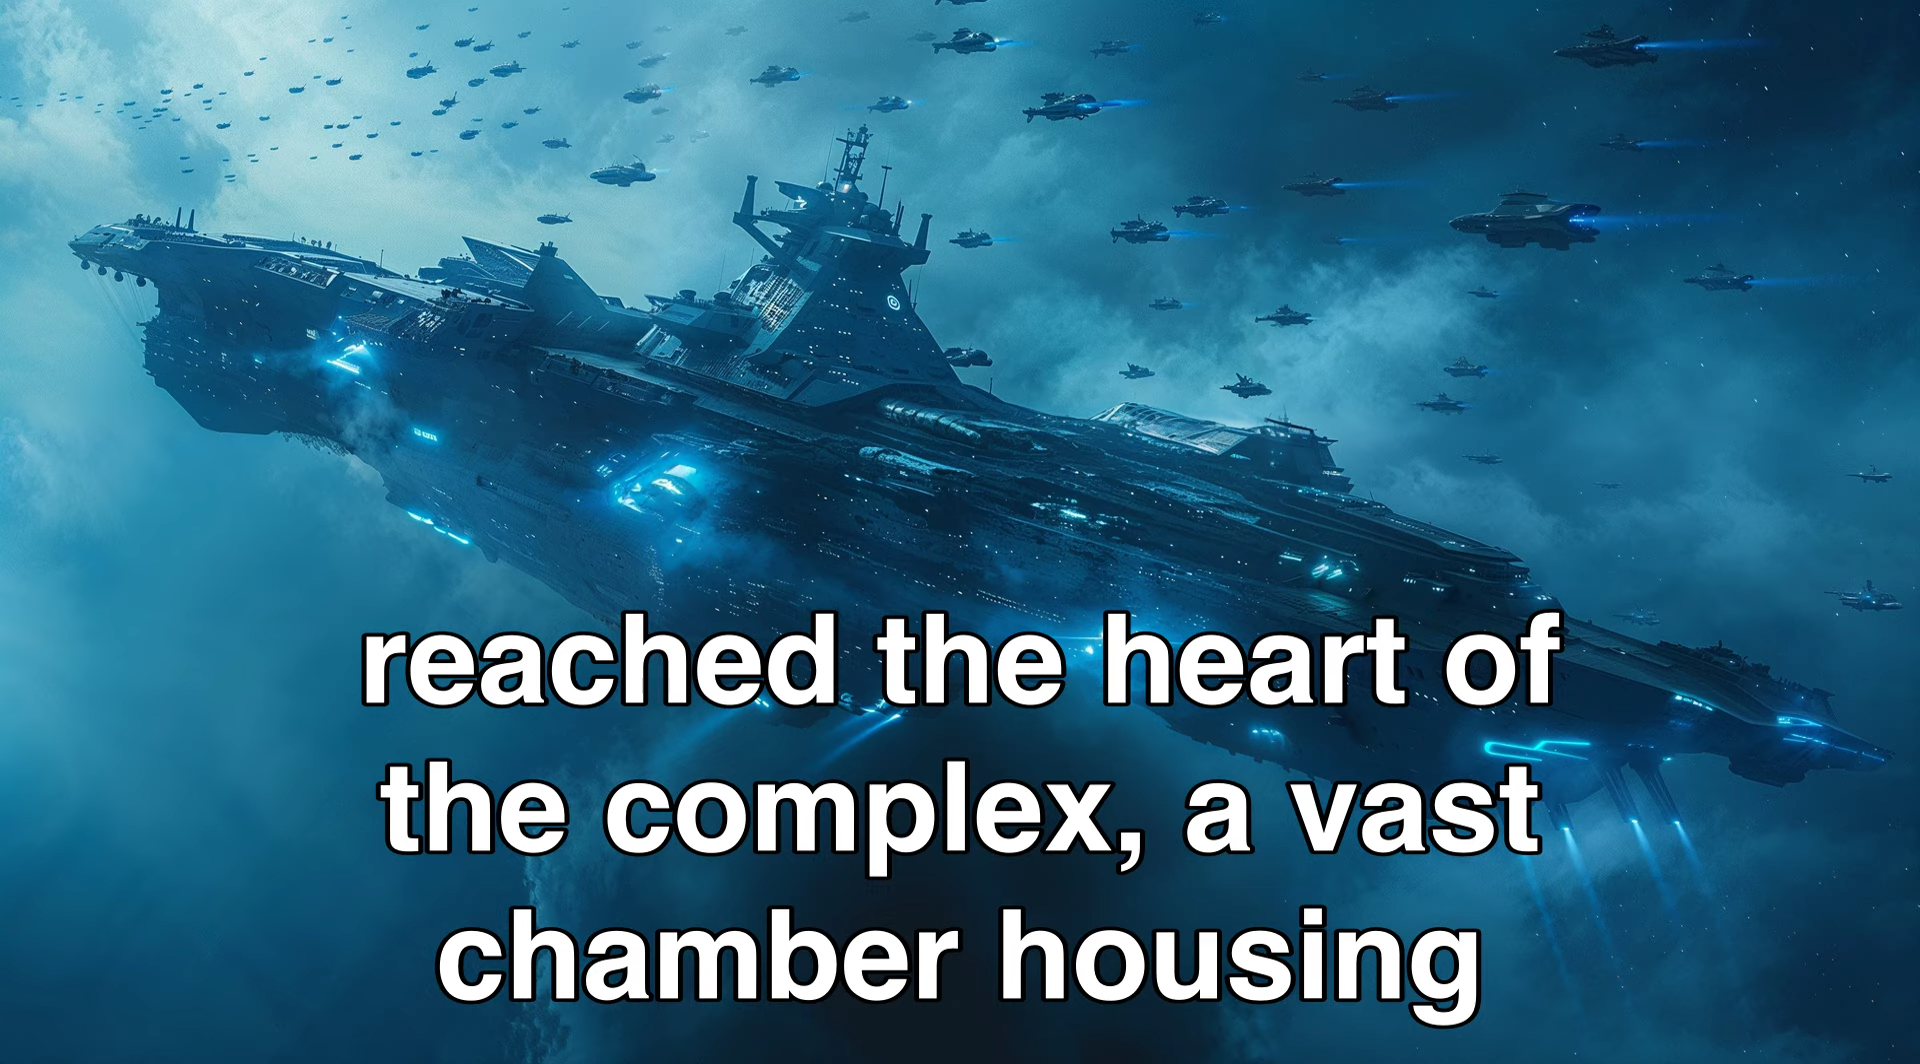 reached the heart of
the complex, a vast
chamber housing